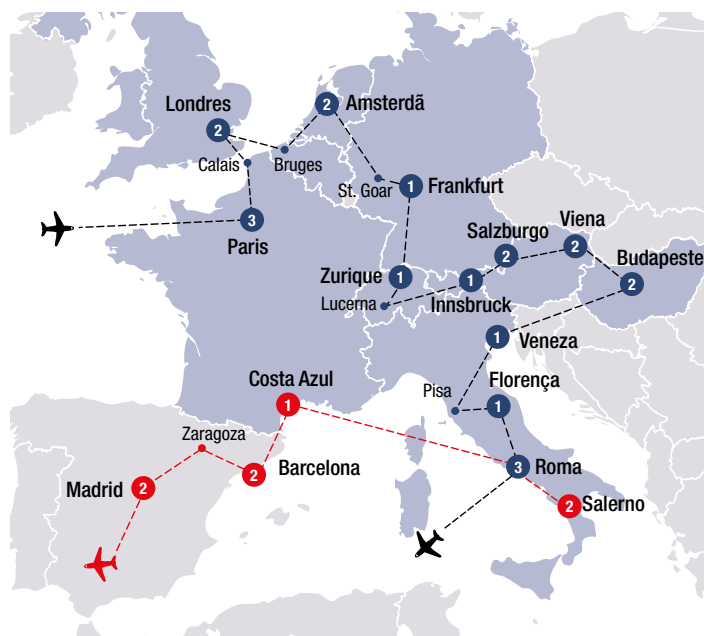 Londres
2
2
Amsterdã
Calais
Bruges
St. Goar
1
Frankfurt
3
Paris
Salzburgo
Viena
2
2
Budapeste
2
Zurique
1
1
Innsbruck
Lucerna
1
Veneza
Costa Azul
1
Florença
1
Pisa
Zaragoza
Madrid
2
2
Barcelona
3
Roma
2
Salerno